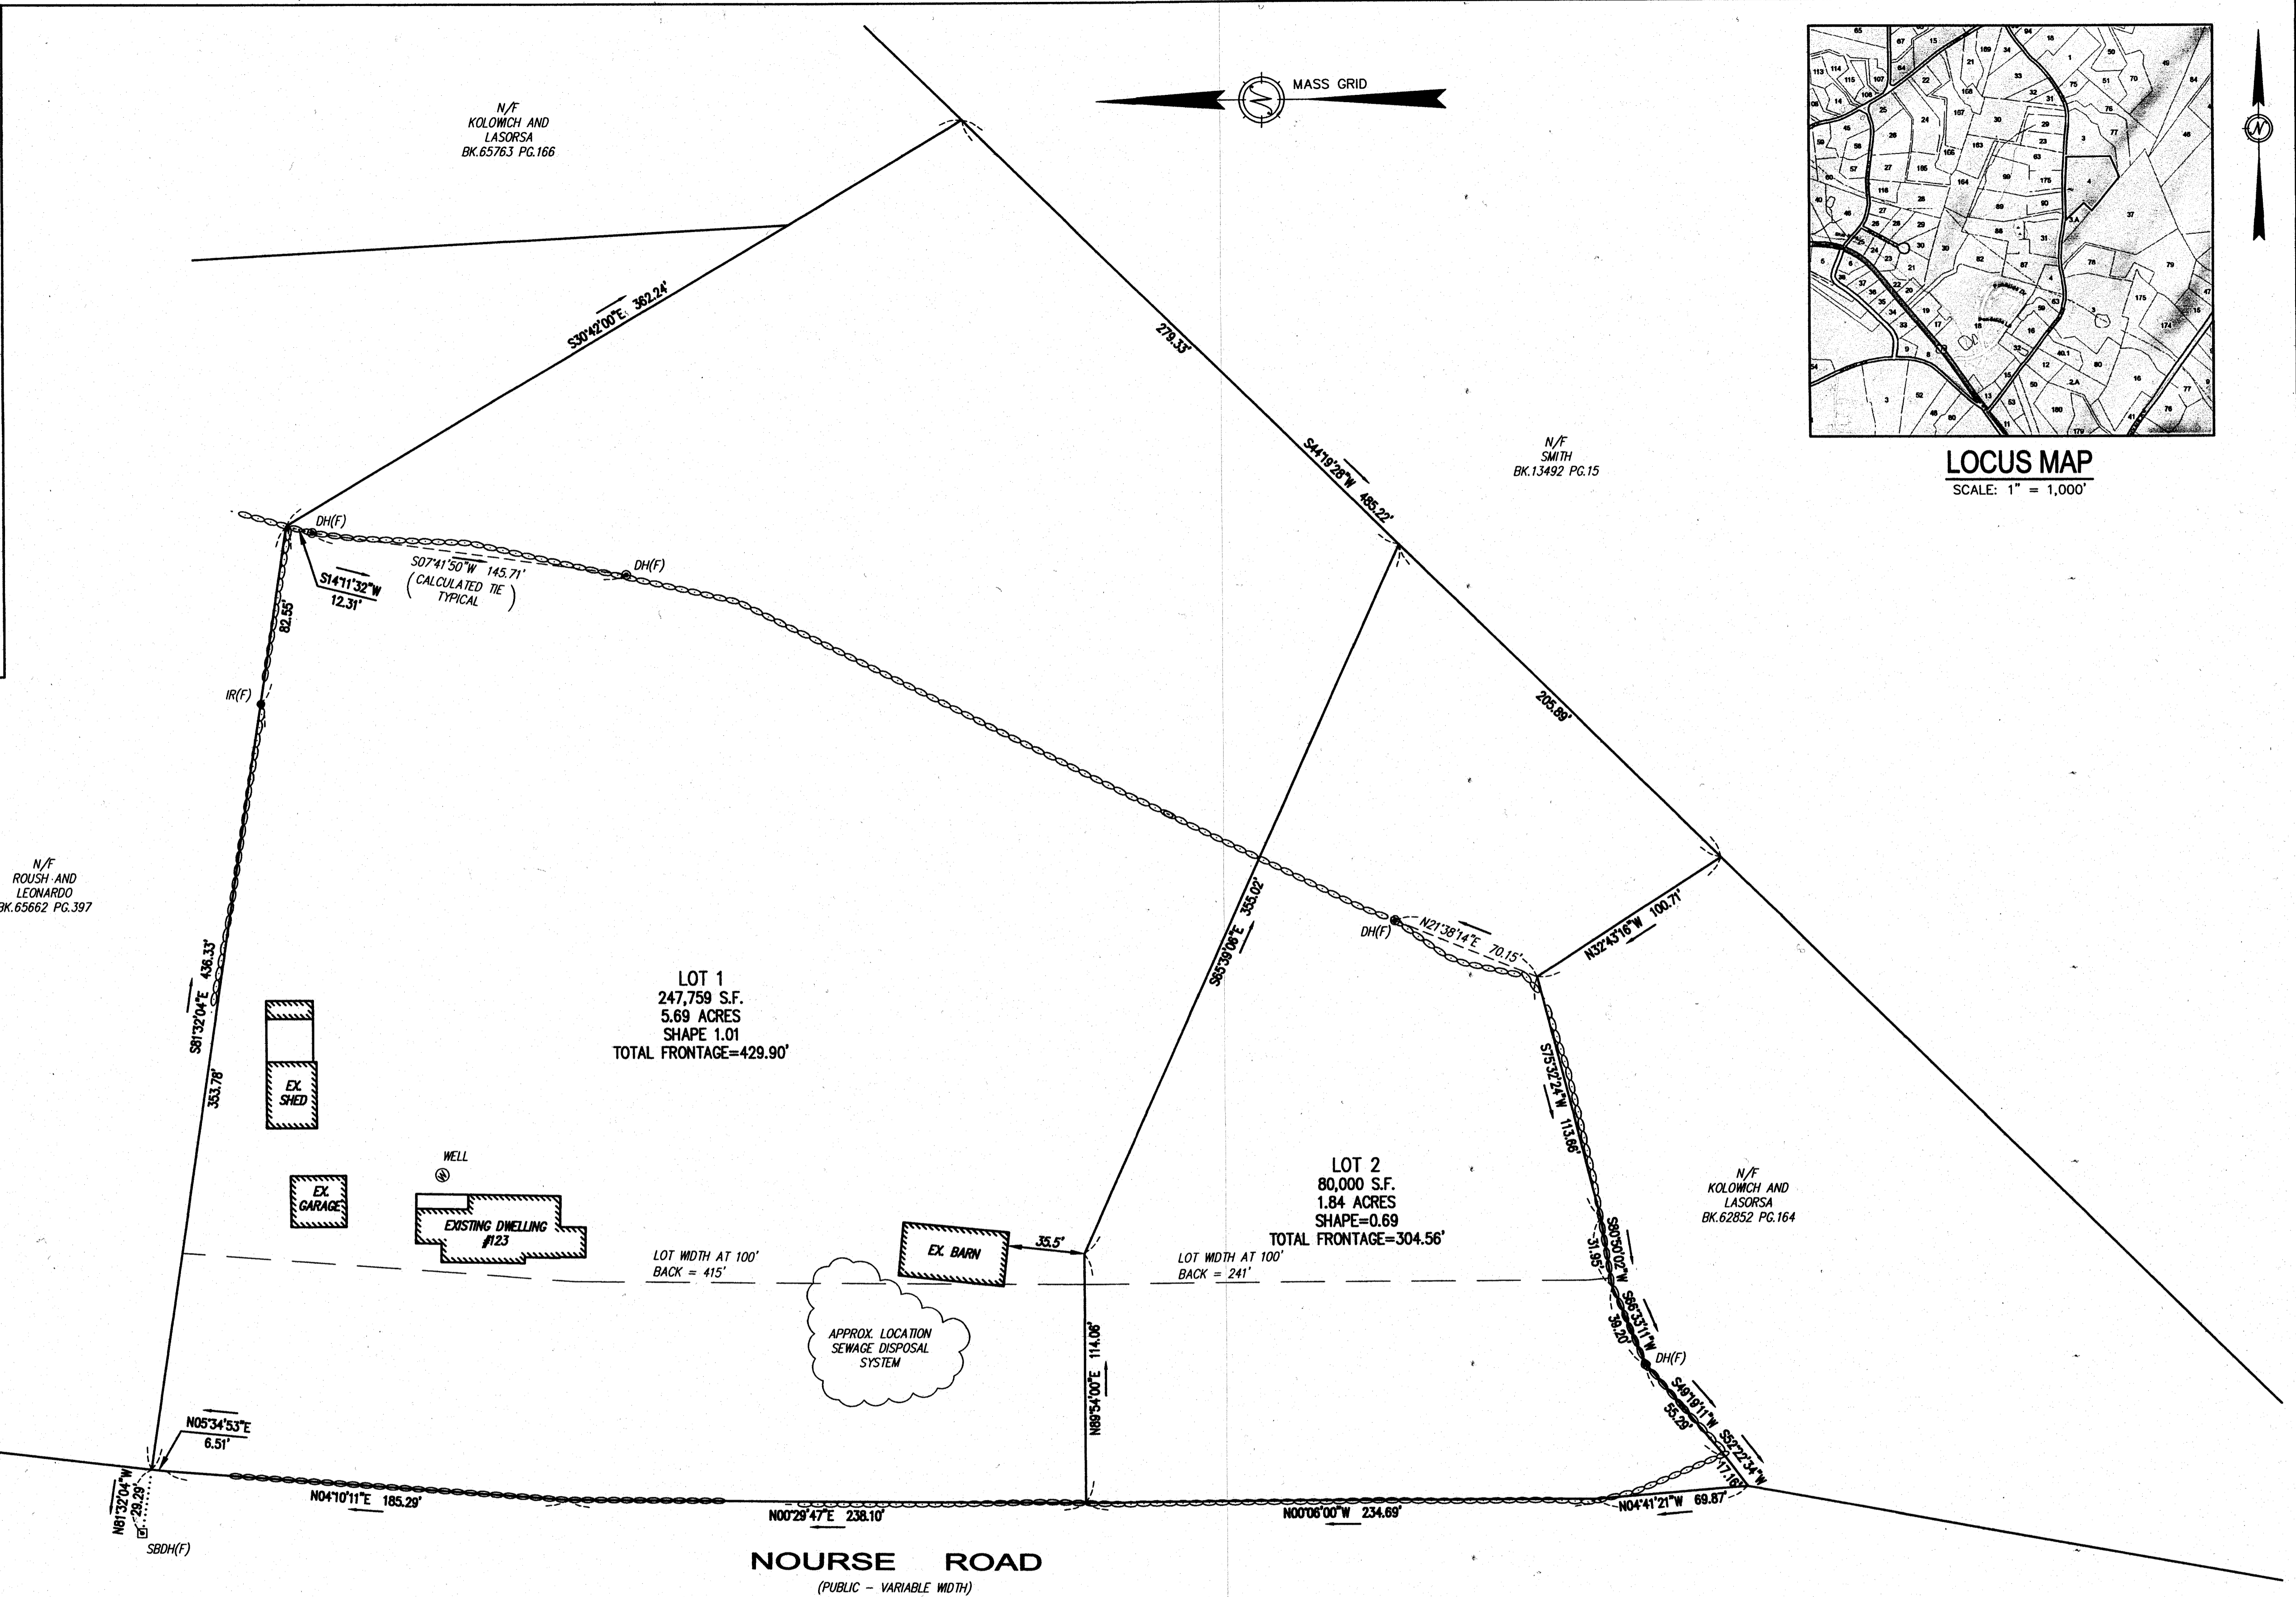 N/F
KOLOWICH AND
LASORSA
BK.65763 PG.166
MASS GRID
N
LOCUS MAP
SCALE: 1" = 1,000'
S30°42'00"E 362.24'
279.33'
S44°19'28"W 485.22'
N/F
SMITH
BK.13492 PG.15
DH(F)
S14°11'32"W
12.31'
S07°41'50"W 145.71'
(CALCULATED TIE
TYPICAL)
DH(F)
82.55'
IR(F)
205.89'
N/F
ROUSH AND
LEONARDO
BK.65662 PG.397
S81°32'04"E 436.33'
353.78'
S65°39'06"E 355.02'
DH(F)
N21°38'14"E 70.15'
N32°43'16"W 100.71'
LOT 1
247,759 S.F.
5.69 ACRES
SHAPE 1.01
TOTAL FRONTAGE=429.90'
EX.
SHED
S75°32'24"W 113.66'
WELL
W
EX.
GARAGE
EXISTING DWELLING
#123
EX. BARN
35.5'
LOT 2
80,000 S.F.
1.84 ACRES
SHAPE=0.69
TOTAL FRONTAGE=304.56'
N/F
KOLOWICH AND
LASORSA
BK.62852 PG.164
LOT WIDTH AT 100'
BACK = 415'
LOT WIDTH AT 100'
BACK = 241'
S80°50'02"W
31.95'
S66°33'11"W
39.20'
DH(F)
APPROX. LOCATION
SEWAGE DISPOSAL
SYSTEM
N89°54'00"E 114.06'
S49°19'11"W
55.29'
S52°22'34"W
17.16'
N05°34'53"E
6.51'
N81°32'04"W
29.29'
SBDH(F)
N04°10'11"E 185.29'
N00°29'47"E 238.10'
N00°06'00"W 234.69'
N04°41'21"W 69.87'
NOURSE ROAD
(PUBLIC - VARIABLE WIDTH)